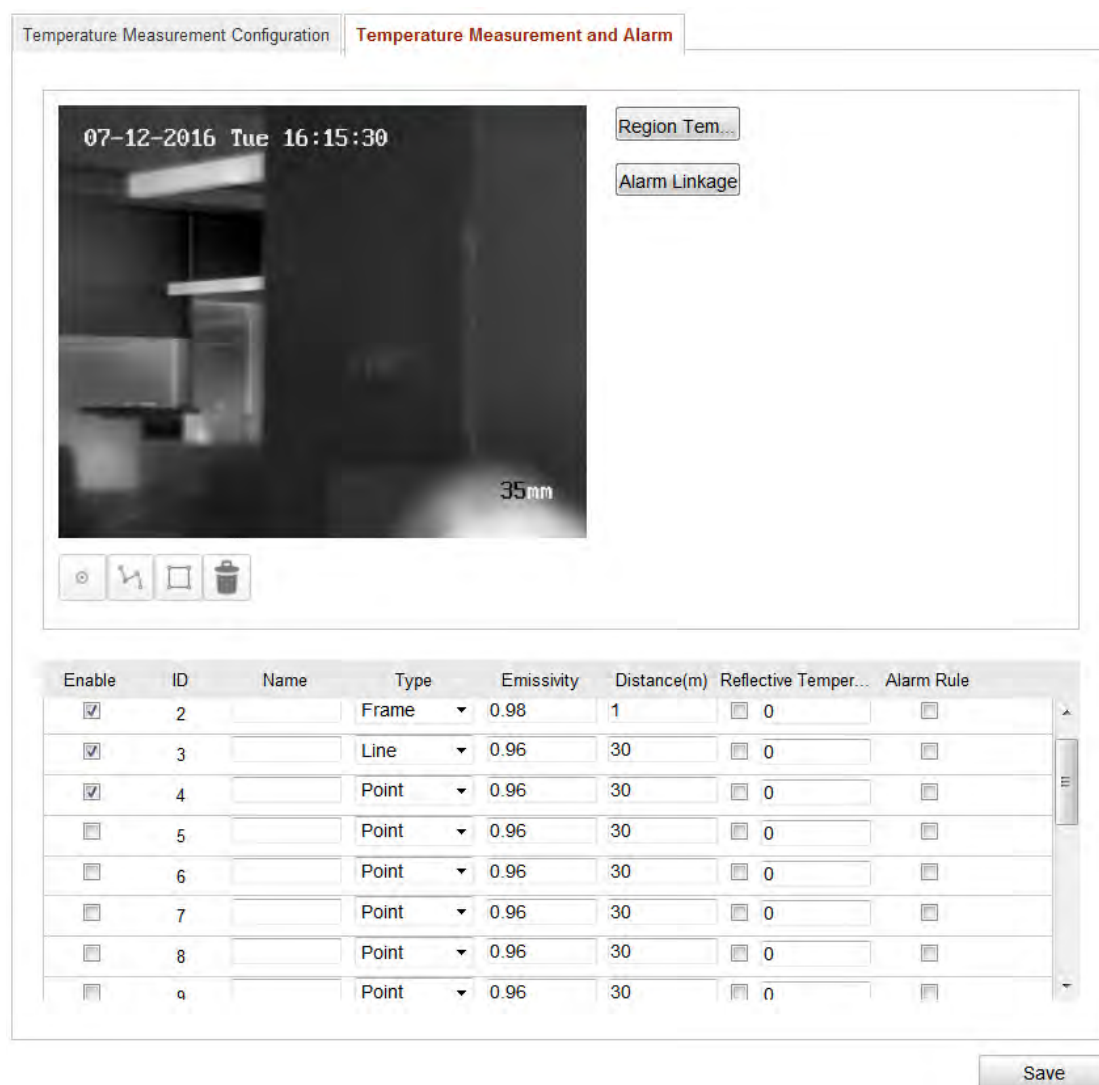 Temperature Measurement Configuration Temperature Measurement and Alarm
07-12-2016 Tue 16:15:30
Region Tem...
Alarm Linkage
35mm
Enable ID Name Type Emissivity Distance(m) Reflective Temper... Alarm Rule
2 Frame 0.98 1 0
3 Line 0.96 30 0
4 Point 0.96 30 0
5 Point 0.96 30 0
6 Point 0.96 30 0
7 Point 0.96 30 0
8 Point 0.96 30 0
9 Point 0.96 30 0
Save